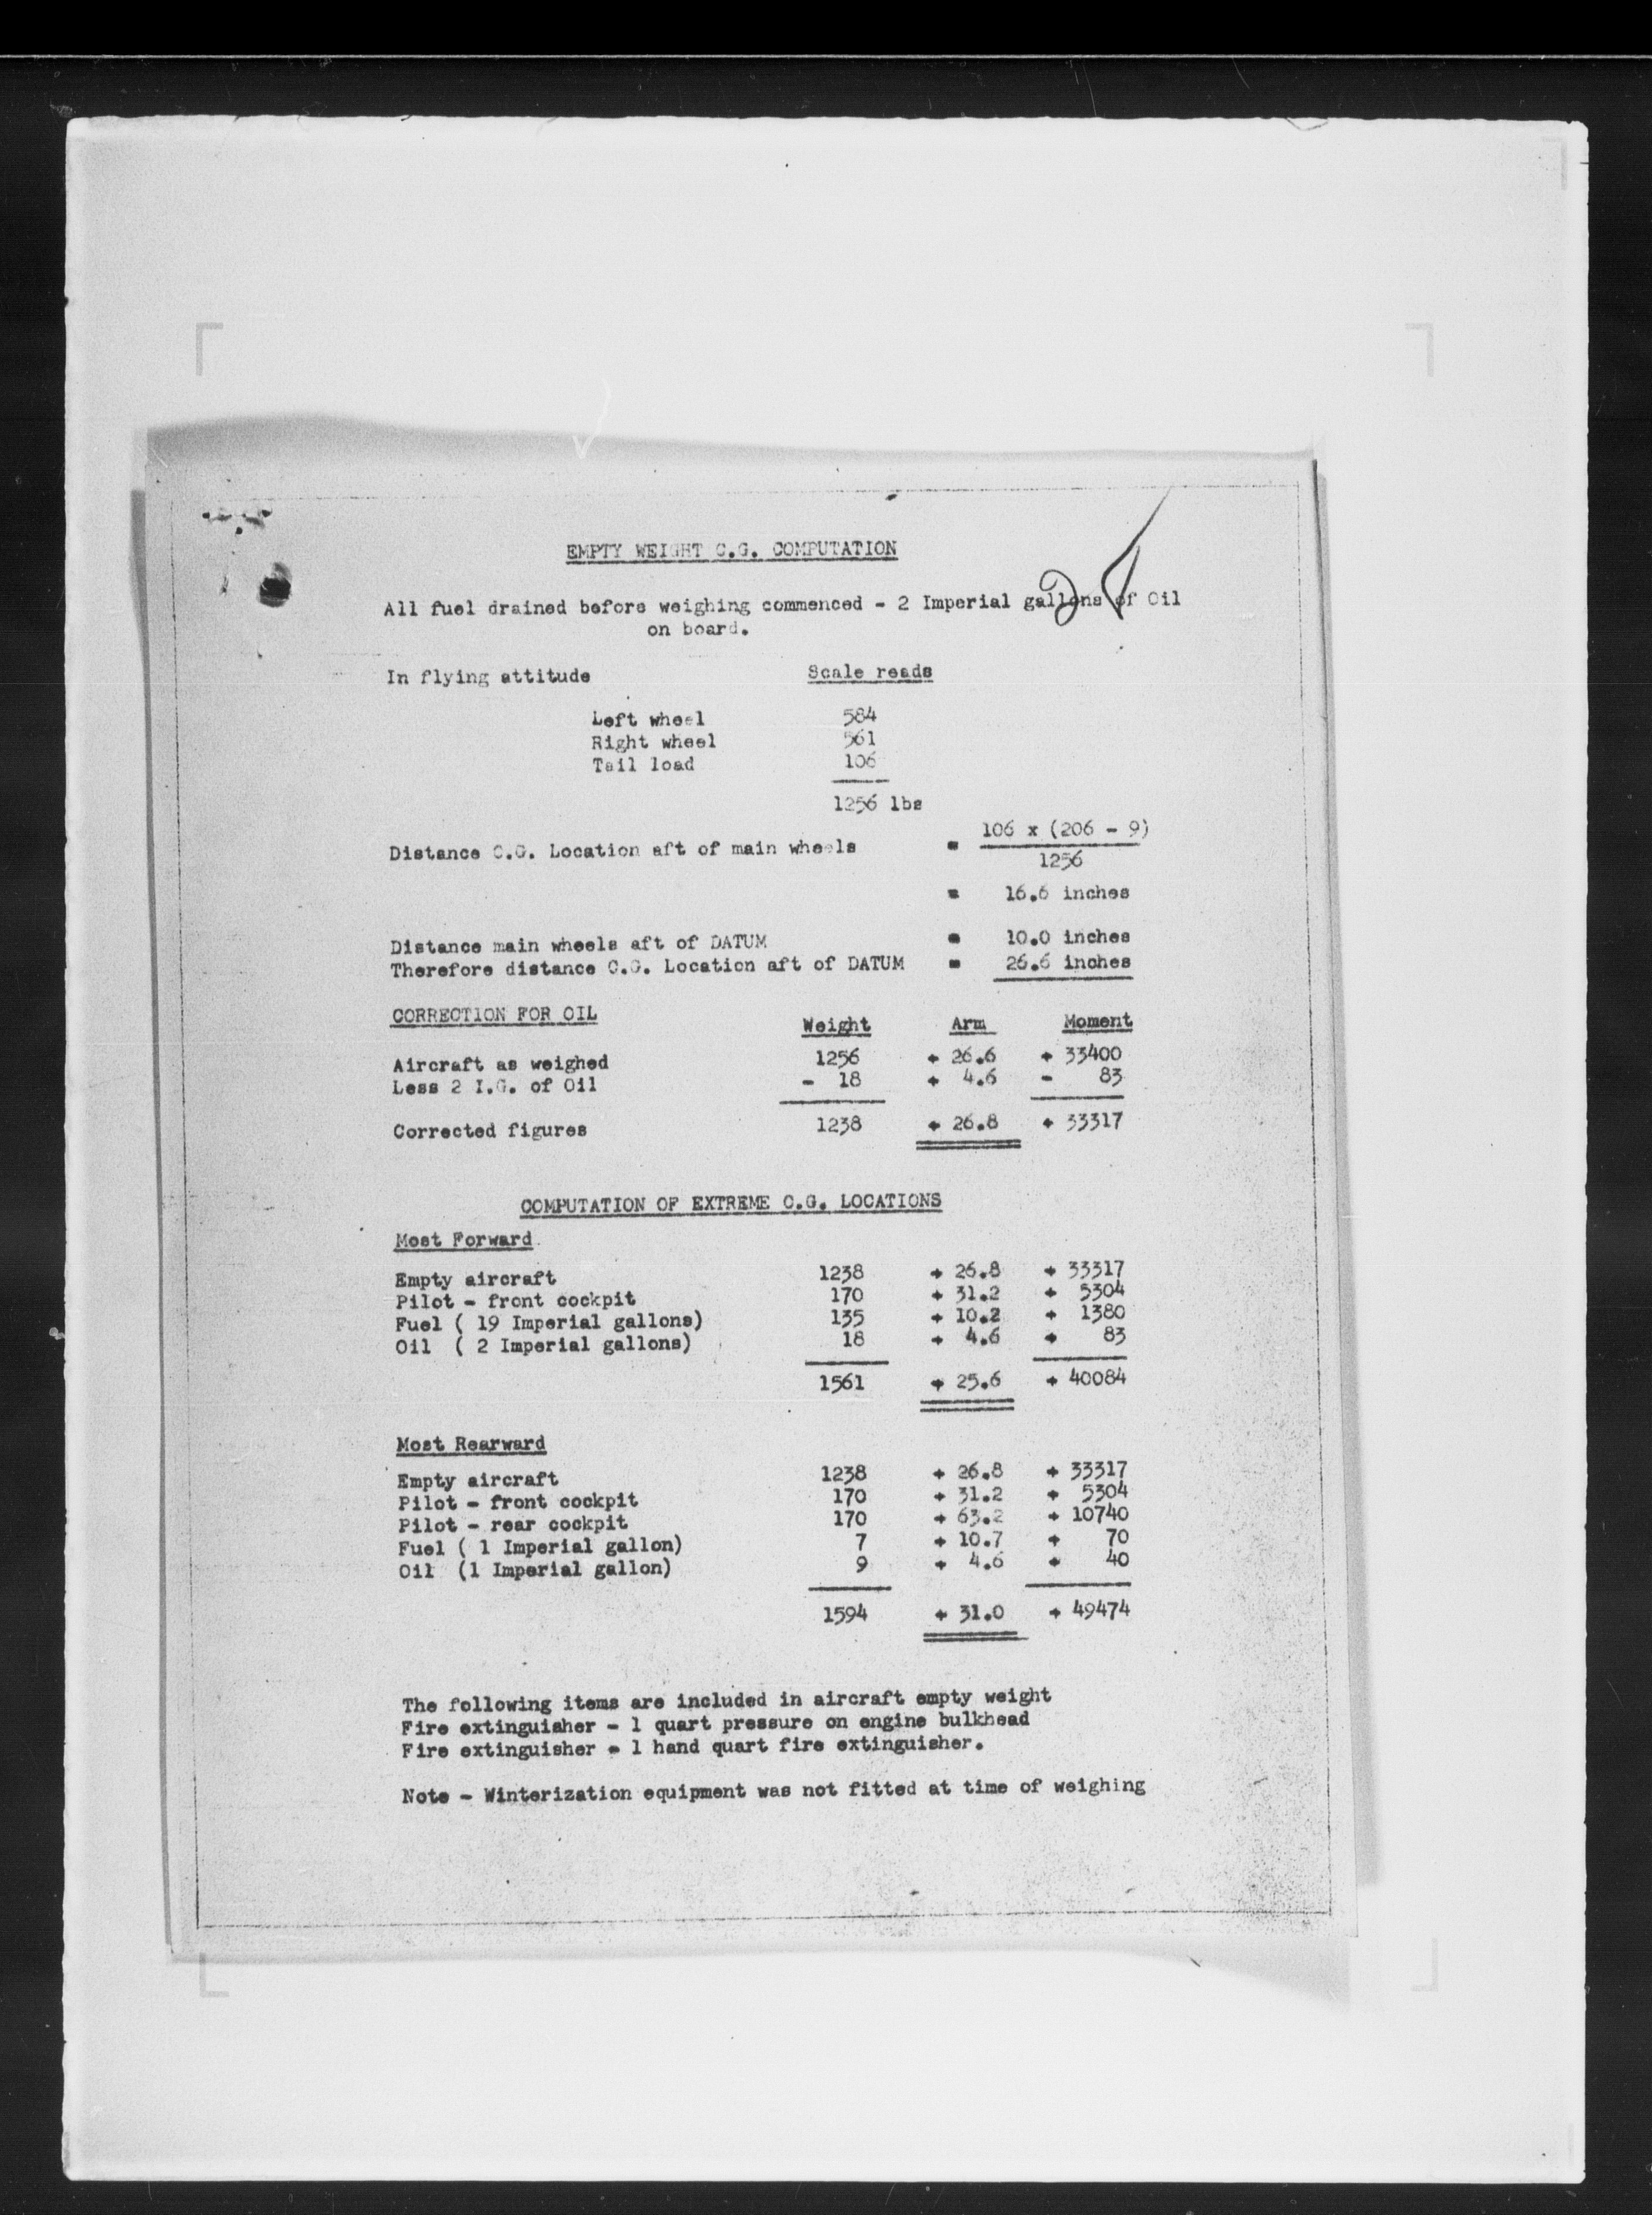 EMPTY WEIGHT C.G. COMPUTATION
All fuel drained before weighing commenced - 2 Imperial gallons of Oil
on board.
In flying attitude Scale reads
Left wheel 584
Right wheel 561
Tail load 106
1256 lbs
Distance C.G. Location aft of main wheels = 106 x (206 - 9)
1256
= 16.6 inches
Distance main wheels aft of DATUM = 10.0 inches
Therefore distance C.G. Location aft of DATUM = 26.6 inches
CORRECTION FOR OIL
Weight Arm Moment
Aircraft as weighed 1256 + 26.6 + 33400
Less 2 I.G. of Oil - 18 + 4.6 - 83
Corrected figures 1238 + 26.8 + 33317
COMPUTATION OF EXTREME C.G. LOCATIONS
Most Forward
Empty aircraft 1238 + 26.8 + 33317
Pilot - front cockpit 170 + 31.2 + 5304
Fuel ( 19 Imperial gallons) 135 + 10.2 + 1380
Oil ( 2 Imperial gallons) 18 + 4.6 + 83
1561 + 25.6 + 40084
Most Rearward
Empty aircraft 1238 + 26.8 + 33317
Pilot - front cockpit 170 + 31.2 + 5304
Pilot - rear cockpit 170 + 63.2 + 10740
Fuel ( 1 Imperial gallon) 7 + 10.7 + 70
Oil (1 Imperial gallon) 9 + 4.6 + 40
1594 + 31.0 + 49474
The following items are included in aircraft empty weight
Fire extinguisher - 1 quart pressure on engine bulkhead
Fire extinguisher - 1 hand quart fire extinguisher.
Note - Winterization equipment was not fitted at time of weighing